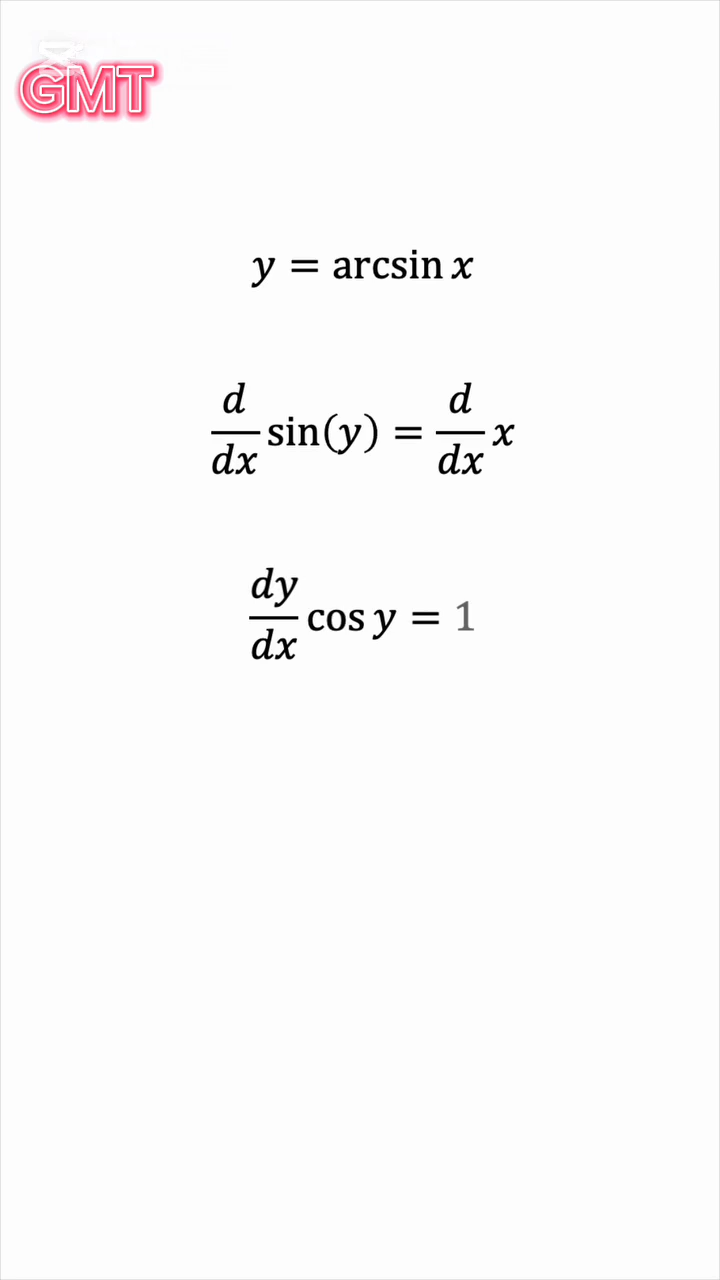 GMT
y = arcsin x
d/dx sin(y) = d/dx x
dy/dx cos y = 1